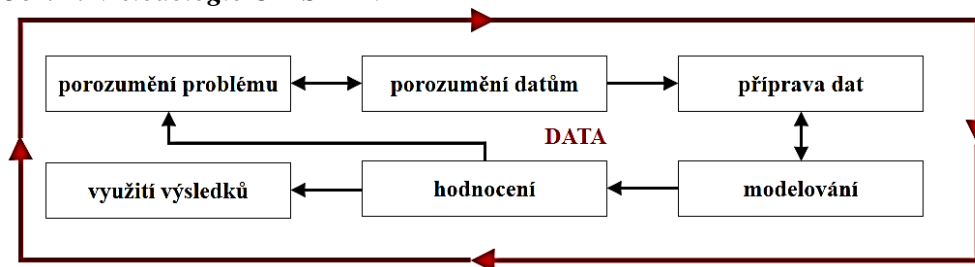 porozumění problému
porozumění datům
příprava dat
DATA
využití výsledků
hodnocení
modelování